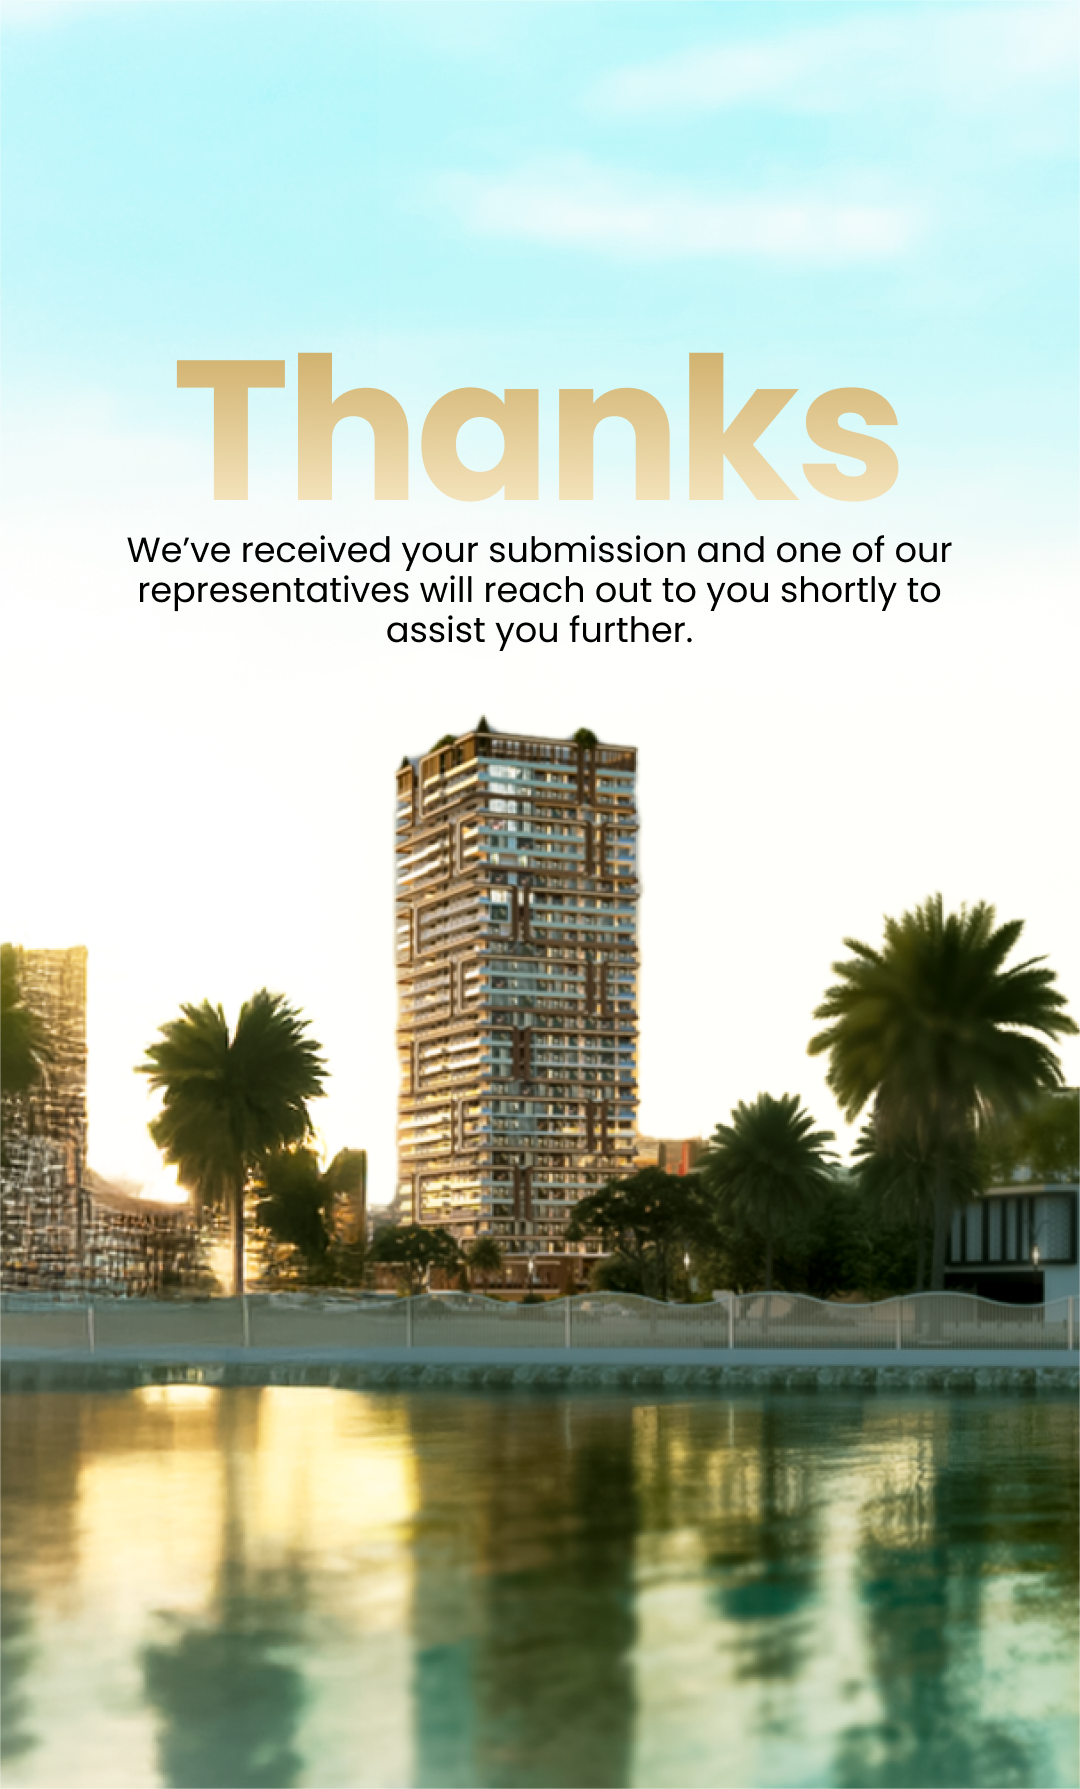 Thanks
We’ve received your submission and one of our
representatives will reach out to you shortly to
assist you further.